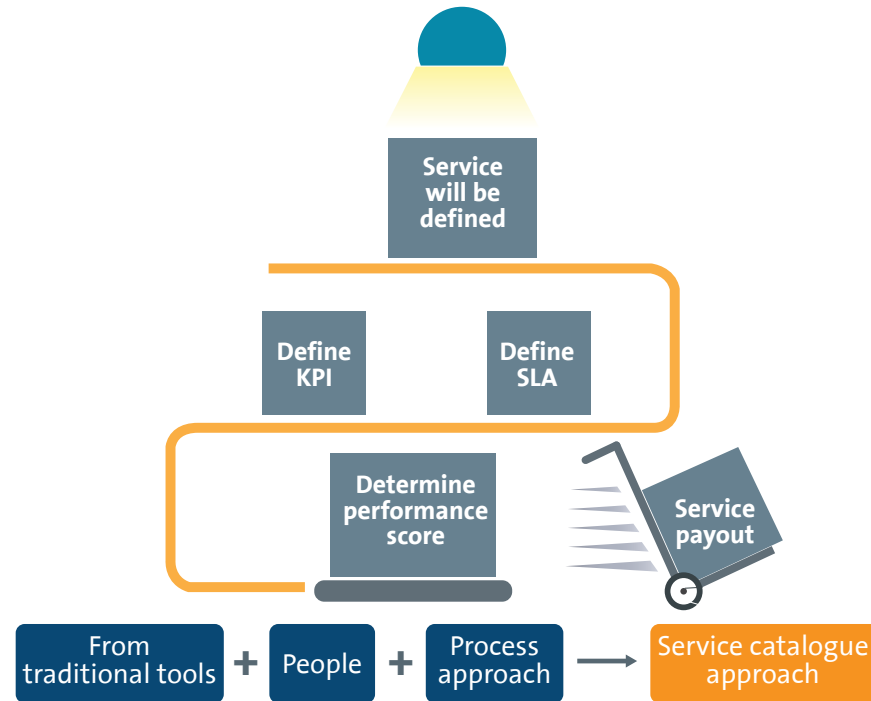 Service
will be
defined
Define
KPI
Define
SLA
Determine
performance
score
Service
payout
From
traditional tools
+
People
+
Process
approach
Service catalogue
approach